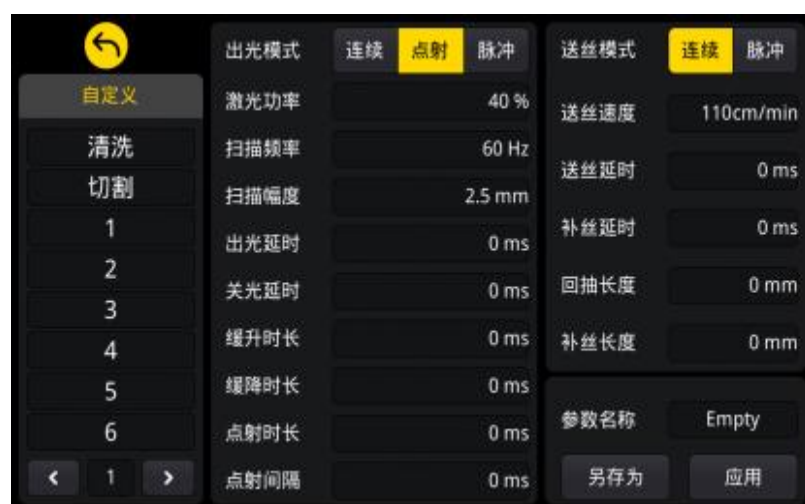 自定义
清洗
切割
1
2
3
4
5
6
1
出光模式 连续 点射 脉冲
激光功率 40 %
扫描频率 60 Hz
扫描幅度 2.5 mm
出光延时 0 ms
关光延时 0 ms
缓升时长 0 ms
缓降时长 0 ms
点射时长 0 ms
点射间隔 0 ms
送丝模式 连续 脉冲
送丝速度 110cm/min
送丝延时 0 ms
补丝延时 0 ms
回抽长度 0 mm
补丝长度 0 mm
参数名称 Empty
另存为 应用